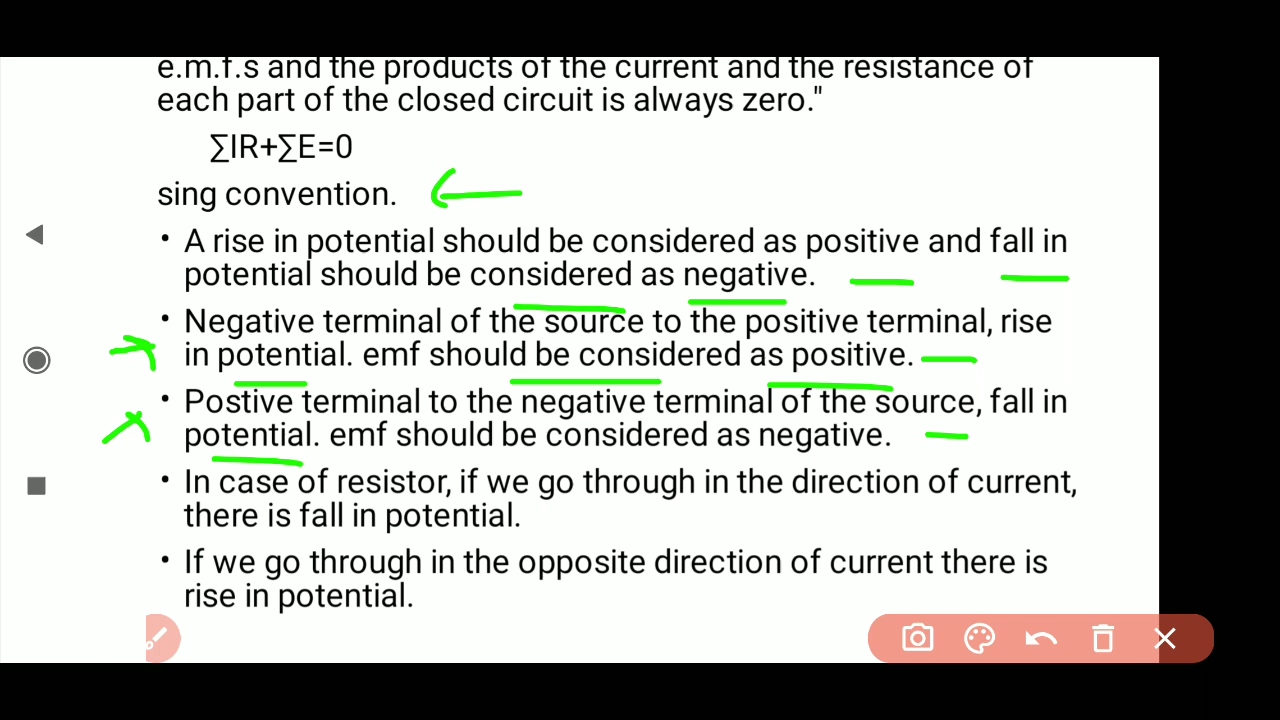 e.m.f.s and the products of the current and the resistance of
each part of the closed circuit is always zero."
∑IR+∑E=0
sing convention.
• A rise in potential should be considered as positive and fall in
potential should be considered as negative.
• Negative terminal of the source to the positive terminal, rise
in potential. emf should be considered as positive.
• Postive terminal to the negative terminal of the source, fall in
potential. emf should be considered as negative.
• In case of resistor, if we go through in the direction of current,
there is fall in potential.
• If we go through in the opposite direction of current there is
rise in potential.